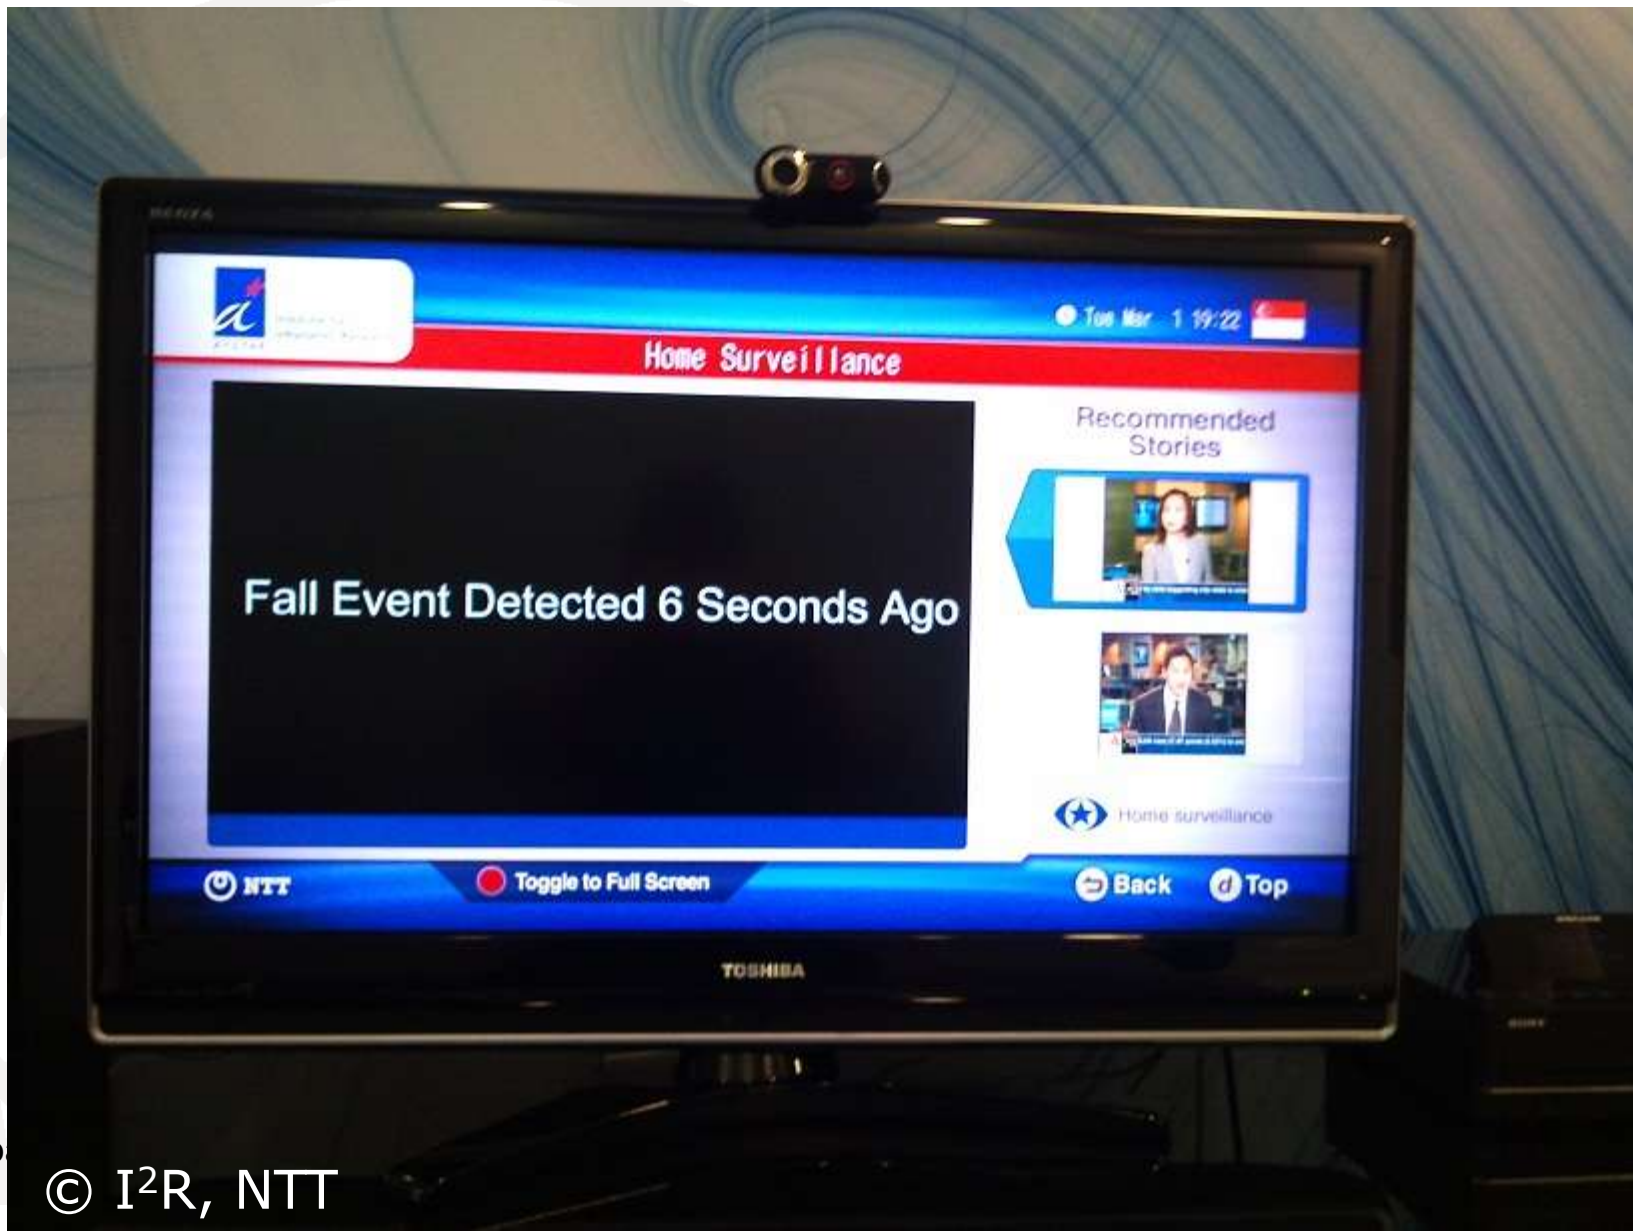 Tue Mar 1 19:22
Home Surveillance
Recommended
Stories
Fall Event Detected 6 Seconds Ago
Home surveillance
NTT
Toggle to Full Screen
Back
d Top
TOSHIBA
SONY
© I²R, NTT